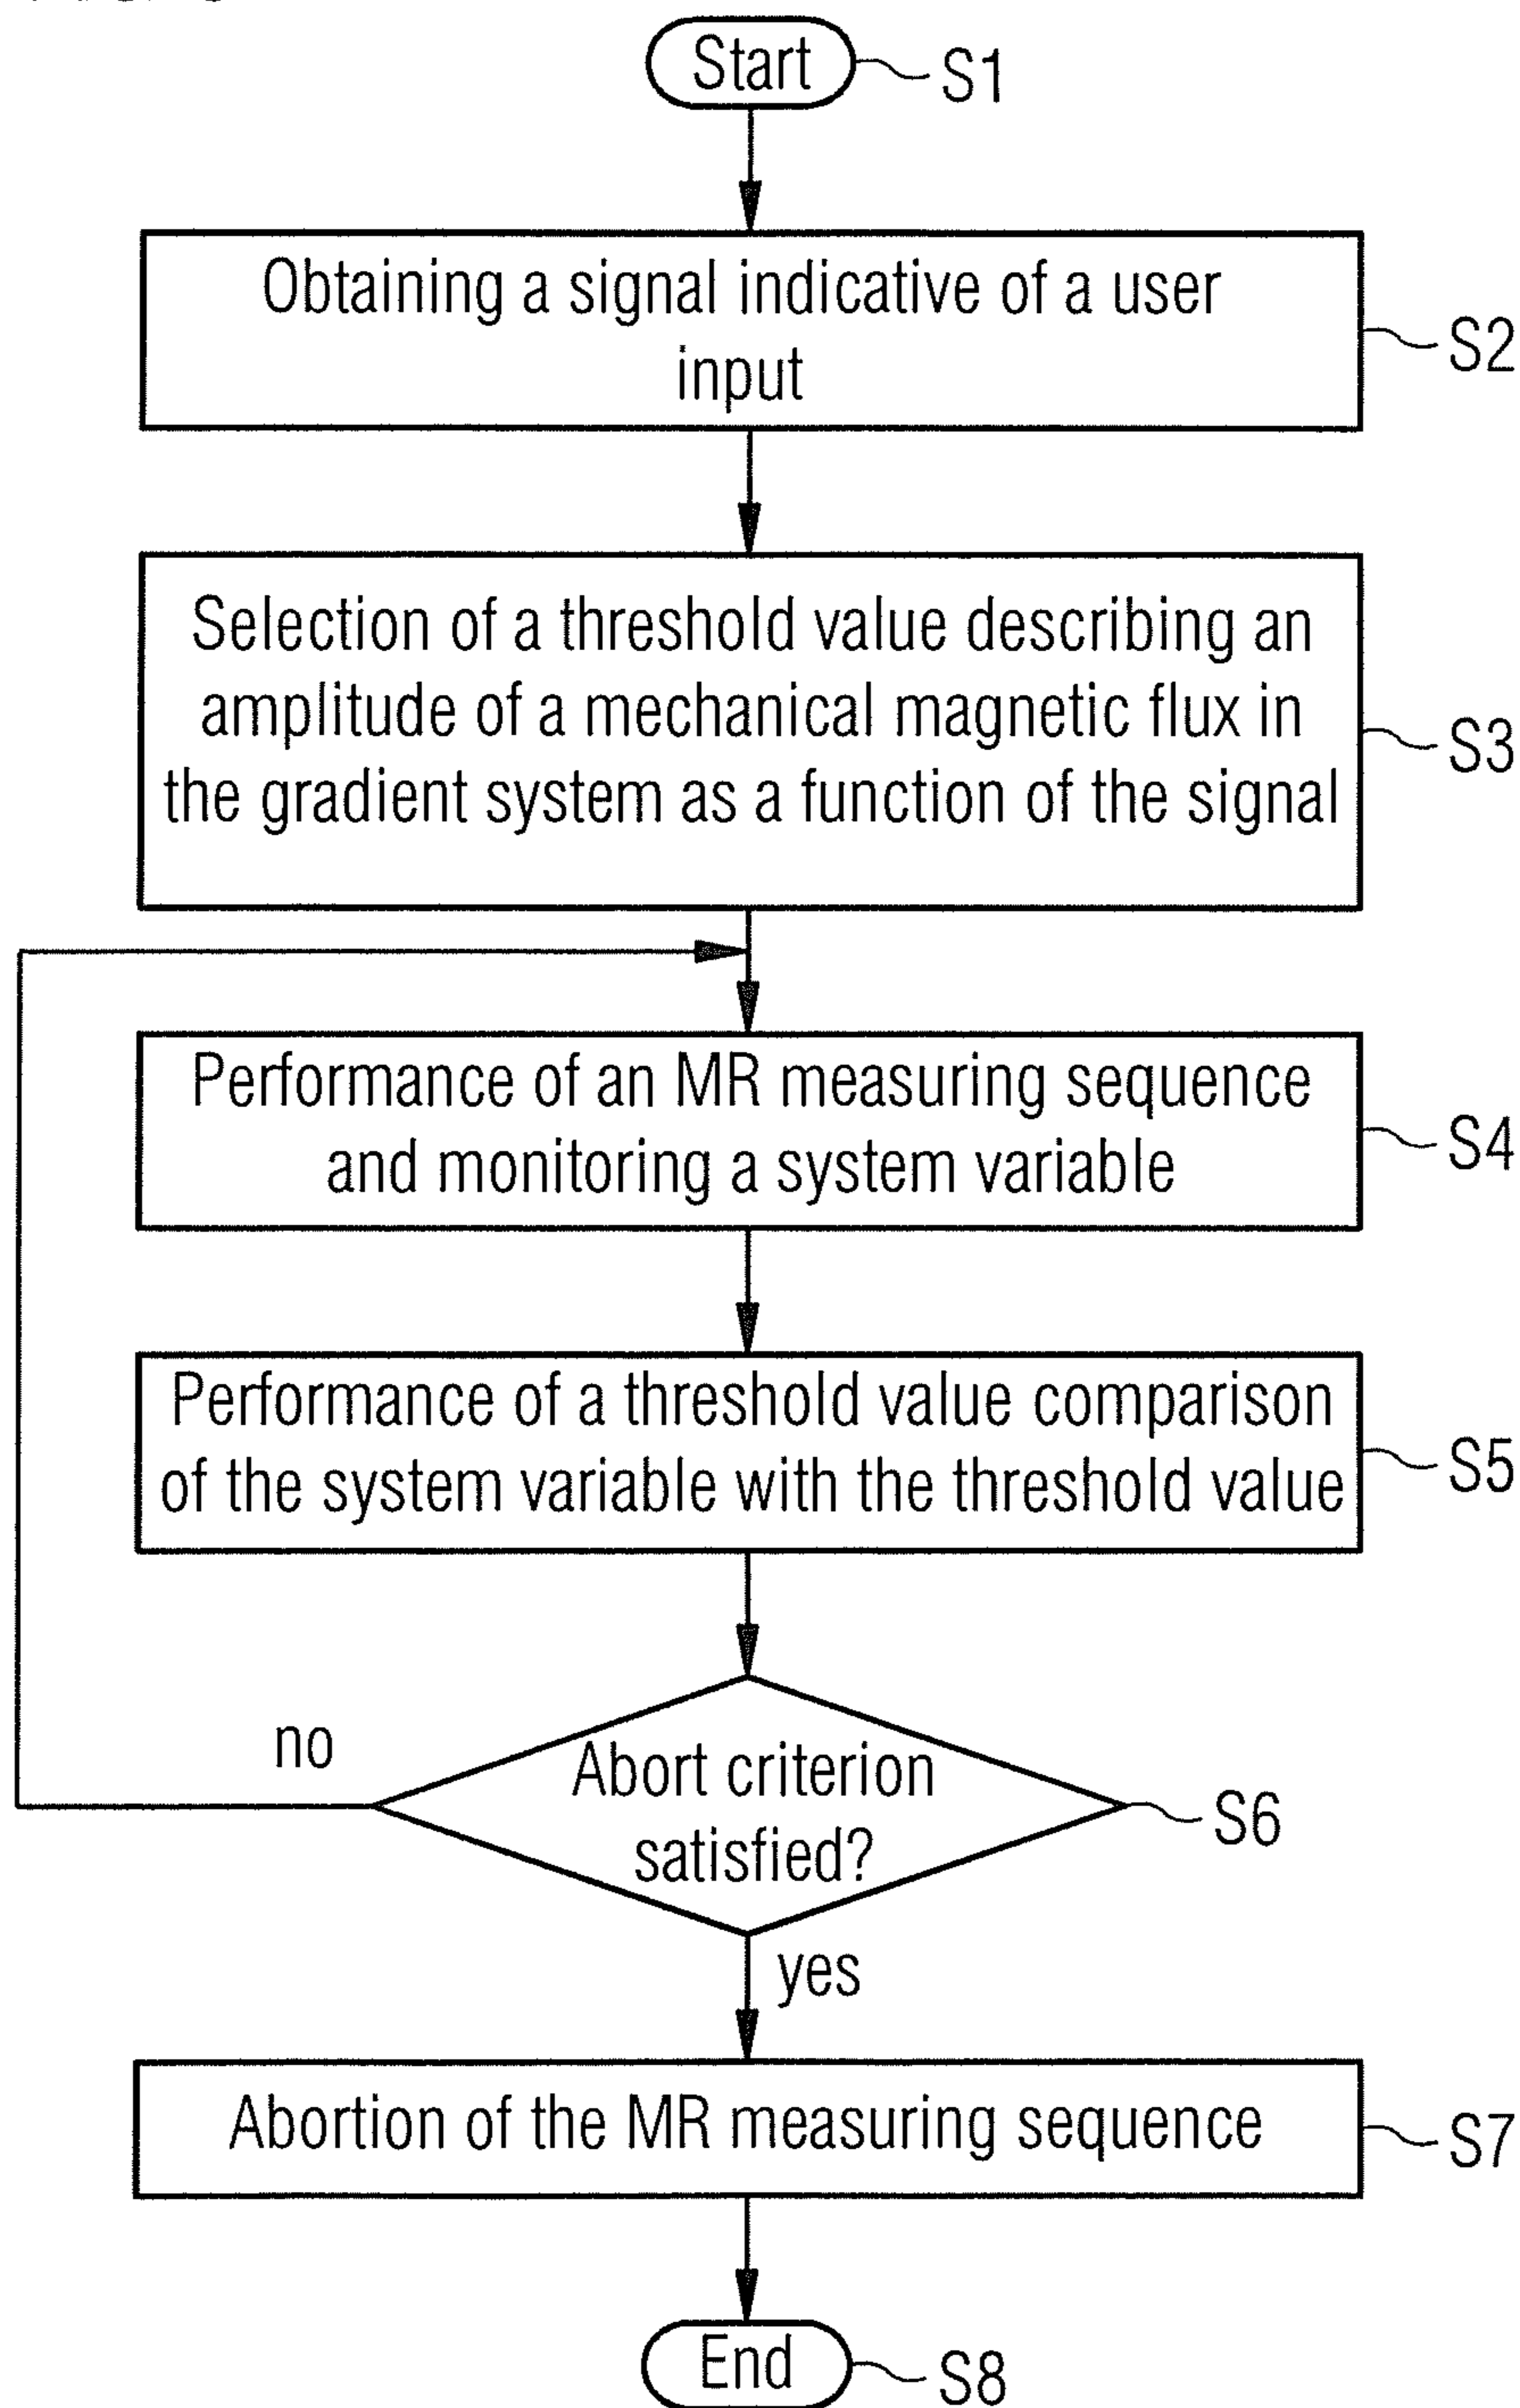 Start
S1
Obtaining a signal indicative of a user
input
S2
Selection of a threshold value describing an
amplitude of a mechanical magnetic flux in
the gradient system as a function of the signal
S3
Performance of an MR measuring sequence
and monitoring a system variable
S4
Performance of a threshold value comparison
of the system variable with the threshold value
S5
no
Abort criterion
satisfied?
S6
yes
Abortion of the MR measuring sequence
S7
End
S8